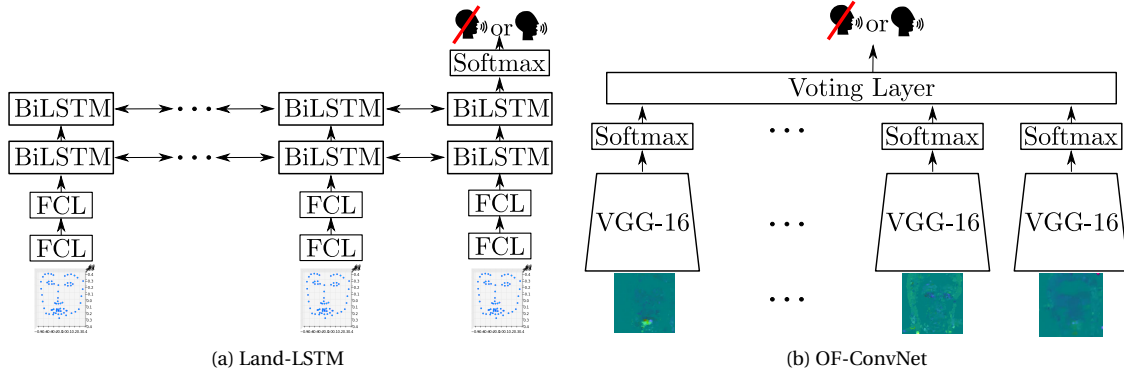 or
Softmax
BiLSTM BiLSTM BiLSTM
BiLSTM BiLSTM BiLSTM
FCL FCL FCL
FCL FCL FCL
(a) Land-LSTM
or
Voting Layer
Softmax Softmax Softmax
VGG-16 VGG-16 VGG-16
(b) OF-ConvNet